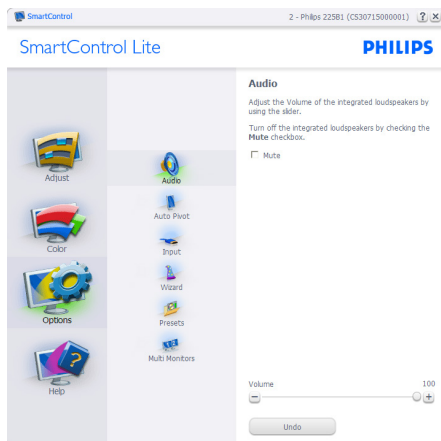 SmartControl
2 - Philips 225B1 (CS30715000001)
?
x
SmartControl Lite
PHILIPS
Adjust
Color
Options
Help
Audio
Auto Pivot
Input
Wizard
Presets
Multi Monitors
Audio
Adjust the Volume of the integrated loudspeakers by
using the slider.
Turn off the integrated loudspeakers by checking the
Mute checkbox.
Mute
Volume
100
Undo